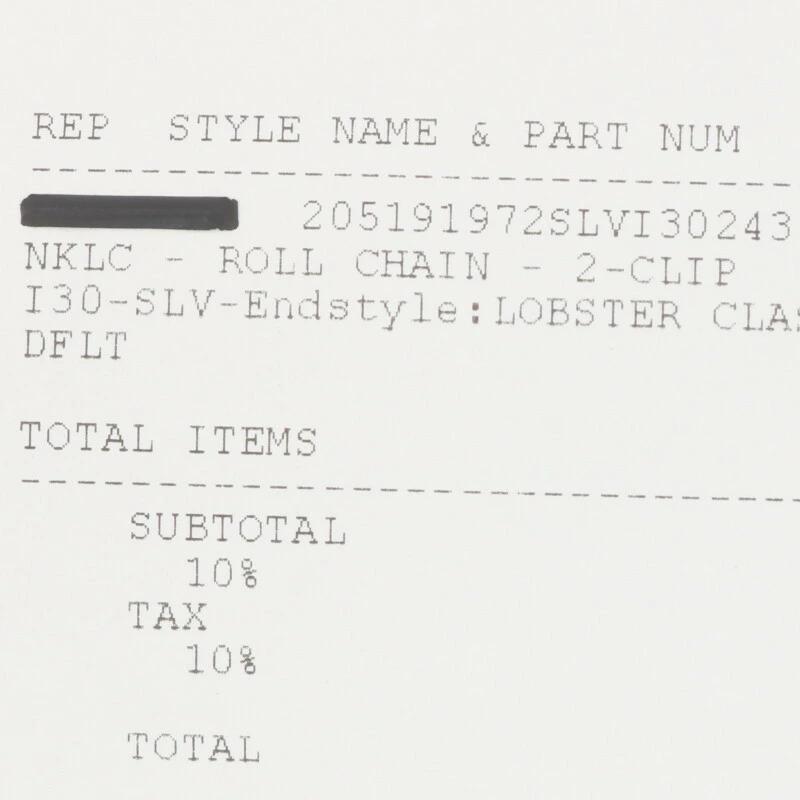 REP STYLE NAME & PART NUM
205191972SLVI30243
NKLC - ROLL CHAIN - 2-CLIP
I30-SLV-Endstyle:LOBSTER CLAS
DFLT
TOTAL ITEMS
SUBTOTAL
10%
TAX
10%
TOTAL